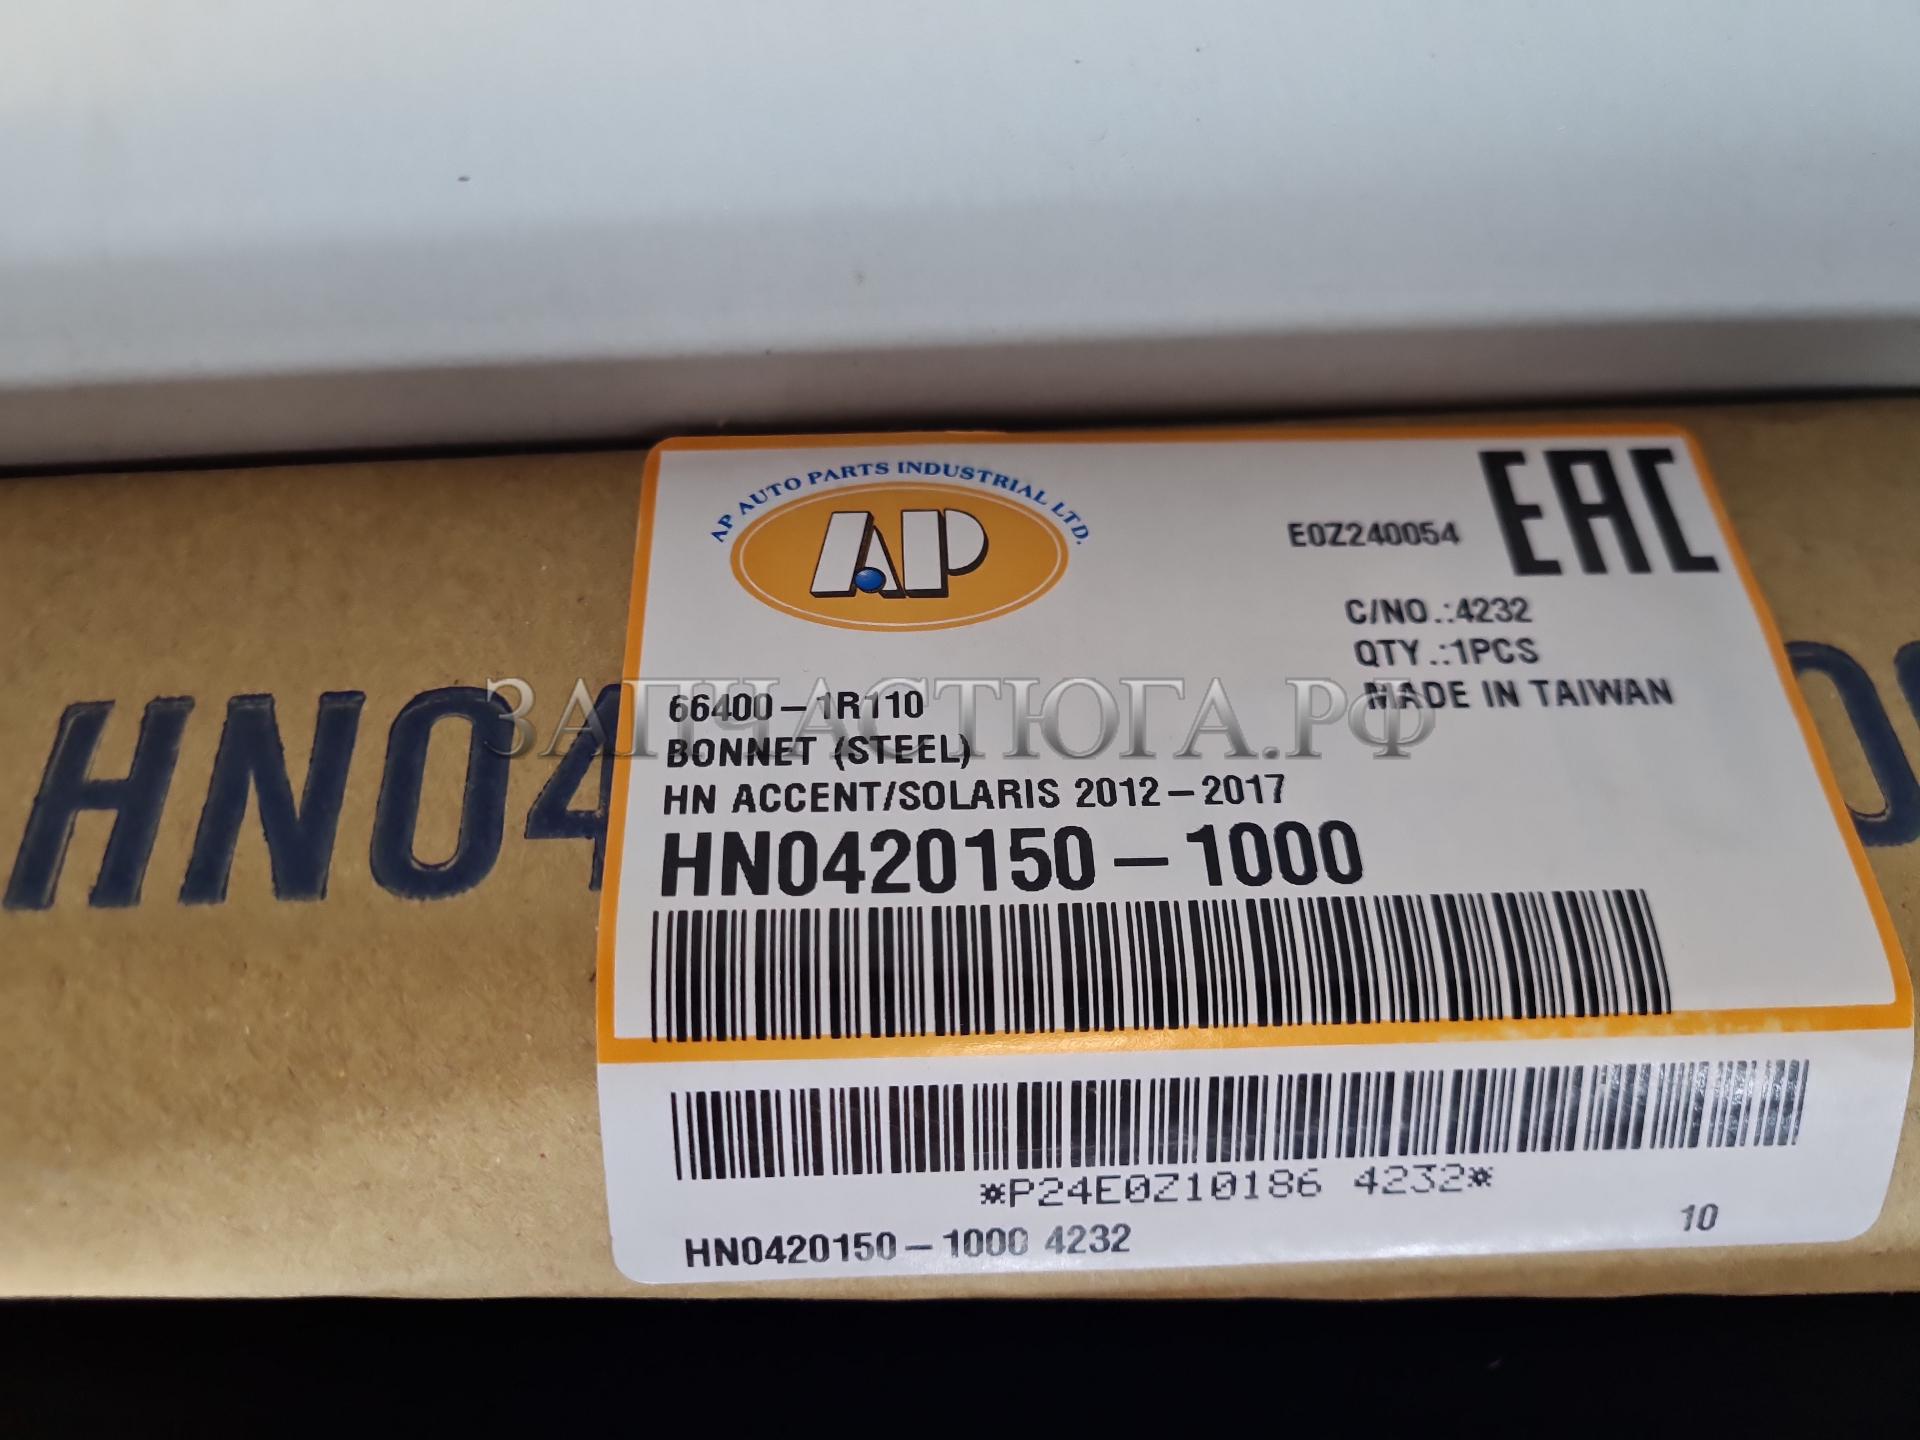 AP AUTO PARTS INDUSTRIAL LTD.
AP
E0Z240054
EAC
C/NO.:4232
QTY.:1PCS
MADE IN TAIWAN
66400-1R110
ЗАПЧАСТЮГА.РФ
BONNET (STEEL)
HN ACCENT/SOLARIS 2012-2017
HN04
HN0420150-1000
*P24E0Z10186 4232*
HN0420150-1000 4232
10